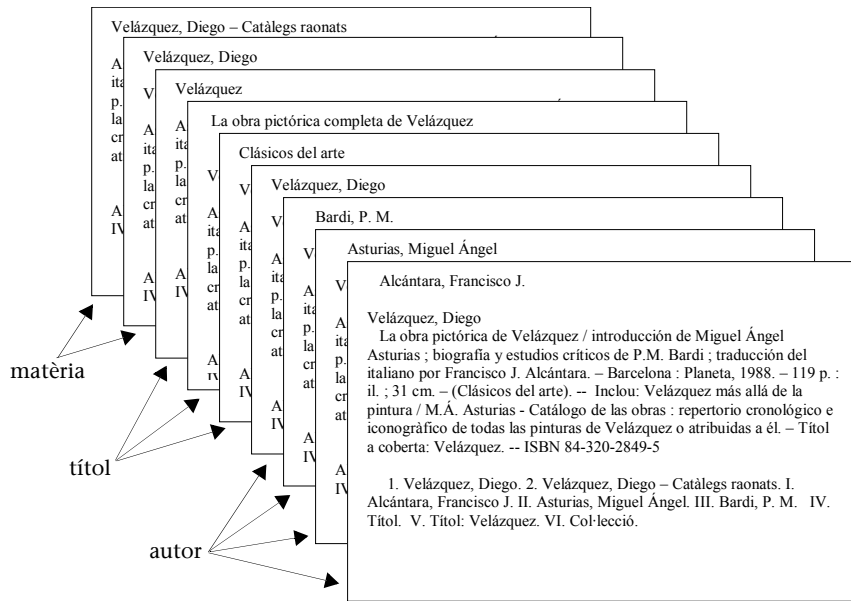 Velázquez, Diego – Catàlegs raonats
Velázquez, Diego
Velázquez
La obra pictórica completa de Velázquez
Clásicos del arte
Velázquez, Diego
Bardi, P. M.
Asturias, Miguel Ángel
Alcántara, Francisco J.
Velázquez, Diego
La obra pictórica de Velázquez / introducción de Miguel Ángel
Asturias ; biografía y estudios críticos de P.M. Bardi ; traducción del
italiano por Francisco J. Alcántara. – Barcelona : Planeta, 1988. – 119 p. :
il. ; 31 cm. – (Clásicos del arte). -- Inclou: Velázquez más allá de la
pintura / M.Á. Asturias - Catálogo de las obras : repertorio cronológico e
iconogràfico de todas las pinturas de Velázquez o atribuidas a él. – Títol
a coberta: Velázquez. -- ISBN 84-320-2849-5
1. Velázquez, Diego. 2. Velázquez, Diego – Catàlegs raonats. I.
Alcántara, Francisco J. II. Asturias, Miguel Ángel. III. Bardi, P. M. IV.
Títol. V. Títol: Velázquez. VI. Col·lecció.
matèria
títol
autor